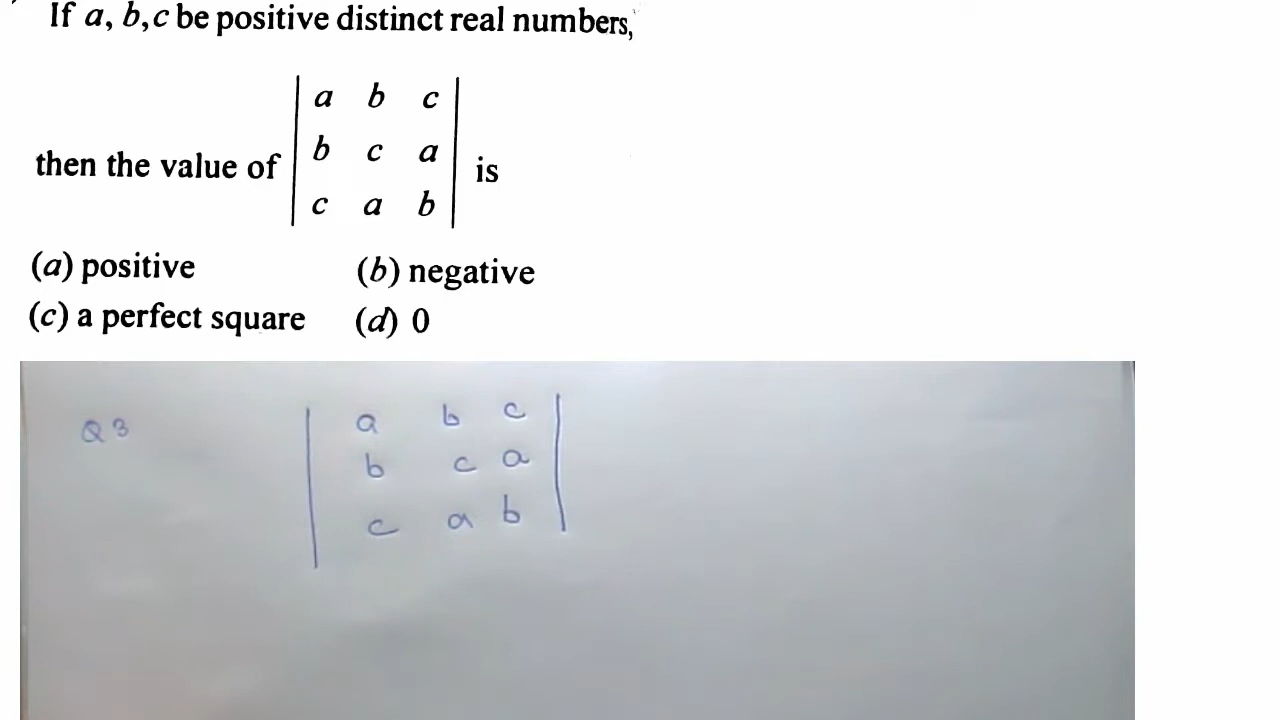 If a, b, c be positive distinct real numbers,
a b c
then the value of b c a is
c a b
(a) positive (b) negative
(c) a perfect square (d) 0
Q 3
a b c
b c a
c a b